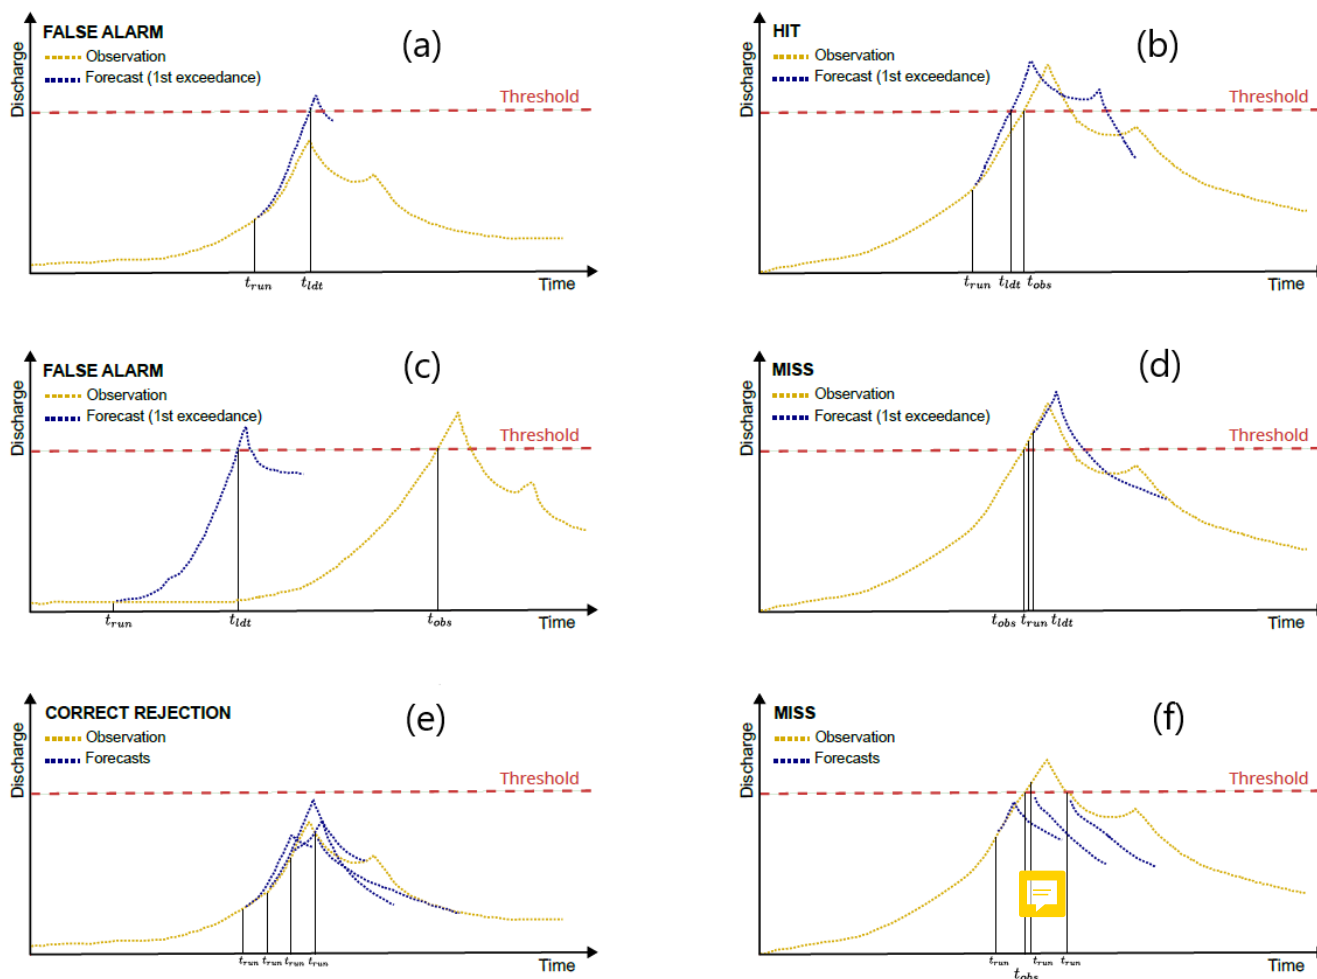 FALSE ALARM
(a)
Observation
Forecast (1st exceedance)
Threshold
Discharge
t_run
t_ldt
Time
HIT
(b)
Observation
Forecast (1st exceedance)
Threshold
Discharge
t_run
t_ldt
t_obs
Time
FALSE ALARM
(c)
Observation
Forecast (1st exceedance)
Threshold
Discharge
t_run
t_ldt
t_obs
Time
MISS
(d)
Observation
Forecast (1st exceedance)
Threshold
Discharge
t_obs
t_run
t_ldt
Time
CORRECT REJECTION
(e)
Observation
Forecasts
Threshold
Discharge
t_run
t_run
t_run
t_run
Time
MISS
(f)
Observation
Forecasts
Threshold
Discharge
t_run
t_run
t_run
t_obs
Time